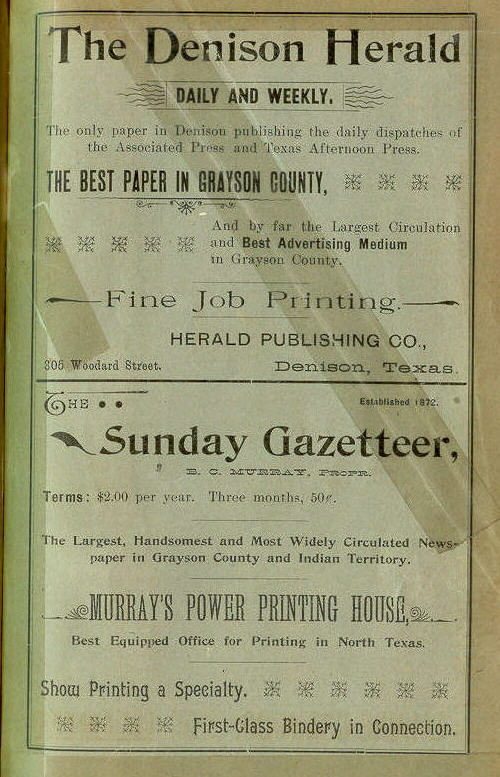 The Denison Herald
DAILY AND WEEKLY.
The only paper in Denison publishing the daily dispatches of
the Associated Press and Texas Afternoon Press.
THE BEST PAPER IN GRAYSON COUNTY,
And by far the Largest Circulation
and Best Advertising Medium
in Grayson County.
Fine Job Printing.
HERALD PUBLISHING CO.,
305 Woodard Street. Denison, Texas.
THE Established 1872.
Sunday Gazetteer,
B. C. MURRAY, PROPR.
Terms: $2.00 per year. Three months, 50¢.
The Largest, Handsomest and Most Widely Circulated News-
paper in Grayson County and Indian Territory.
MURRAY'S POWER PRINTING HOUSE,
Best Equipped Office for Printing in North Texas.
Show Printing a Specialty.
First-Class Bindery in Connection.